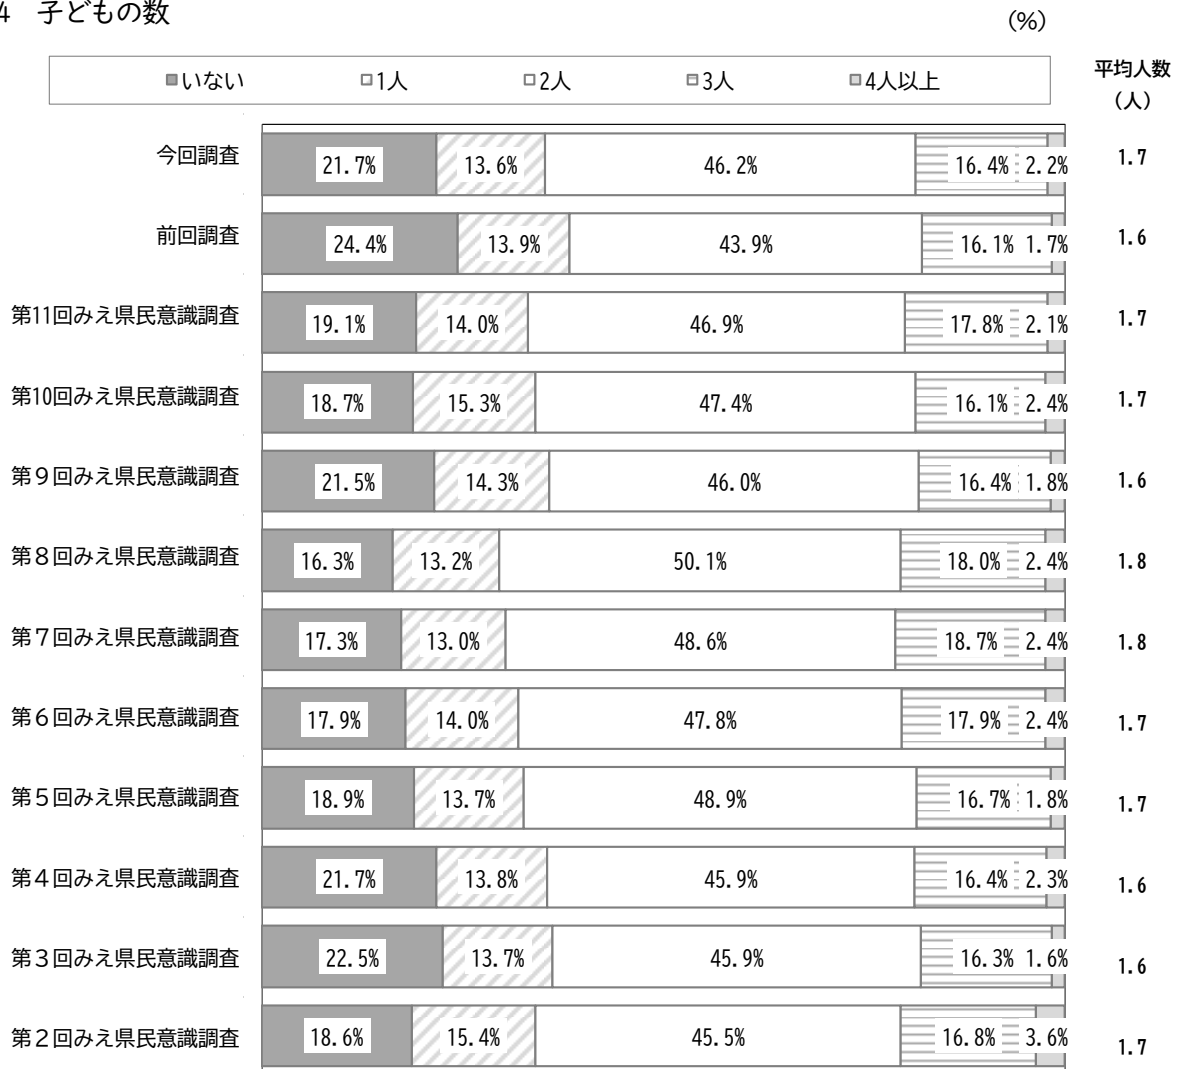 4 子どもの数
(%)
いない 1人 2人 3人 4人以上
平均人数
(人)
今回調査 21.7% 13.6% 46.2% 16.4% 2.2% 1.7
前回調査 24.4% 13.9% 43.9% 16.1% 1.7% 1.6
第11回みえ県民意識調査 19.1% 14.0% 46.9% 17.8% 2.1% 1.7
第10回みえ県民意識調査 18.7% 15.3% 47.4% 16.1% 2.4% 1.7
第9回みえ県民意識調査 21.5% 14.3% 46.0% 16.4% 1.8% 1.6
第8回みえ県民意識調査 16.3% 13.2% 50.1% 18.0% 2.4% 1.8
第7回みえ県民意識調査 17.3% 13.0% 48.6% 18.7% 2.4% 1.8
第6回みえ県民意識調査 17.9% 14.0% 47.8% 17.9% 2.4% 1.7
第5回みえ県民意識調査 18.9% 13.7% 48.9% 16.7% 1.8% 1.7
第4回みえ県民意識調査 21.7% 13.8% 45.9% 16.4% 2.3% 1.6
第3回みえ県民意識調査 22.5% 13.7% 45.9% 16.3% 1.6% 1.6
第2回みえ県民意識調査 18.6% 15.4% 45.5% 16.8% 3.6% 1.7